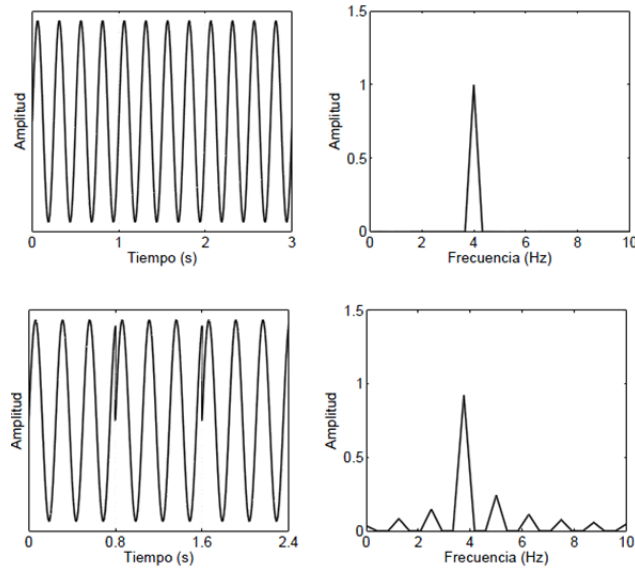 Amplitud
0 1 2 3
Tiempo (s)
Amplitud
1.5
1
0.5
0
0 2 4 6 8 10
Frecuencia (Hz)
Amplitud
0 0.8 1.6 2.4
Tiempo (s)
Amplitud
1.5
1
0.5
0
0 2 4 6 8 10
Frecuencia (Hz)